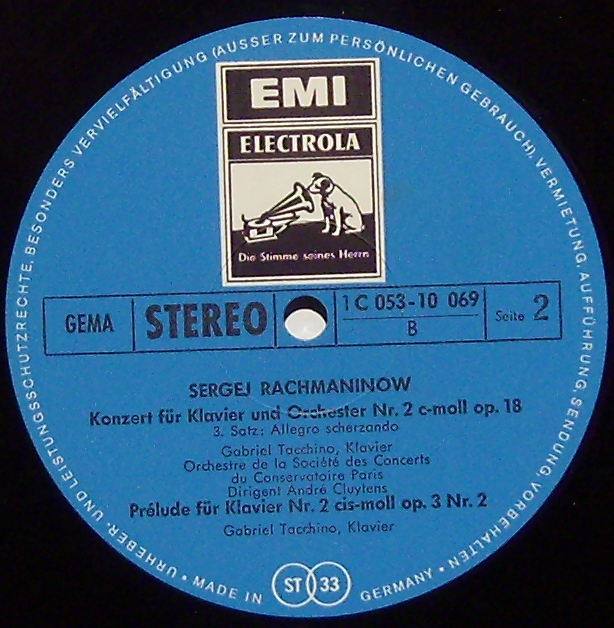 EMI
ELECTROLA
Die Stimme seines Herrn
GEMA
STEREO
1 C 053-10 069
B
Seite 2
SERGEJ RACHMANINOW
Konzert für Klavier und Orchester Nr. 2 c-moll op. 18
3. Satz: Allegro scherzando
Gabriel Tacchino, Klavier
Orchestre de la Société des Concerts
du Conservatoire Paris
Dirigent André Cluytens
Prélude für Klavier Nr. 2 cis-moll op. 3 Nr. 2
Gabriel Tacchino, Klavier
URHEBER- UND LEISTUNGSSCHUTZRECHTE, BESONDERS VERVIELFÄLTIGUNG (AUSSER ZUM PERSÖNLICHEN GEBRAUCH), VERMIETUNG, AUFFÜHRUNG, SENDUNG VORBEHALTEN •
• MADE IN
ST 33
GERMANY